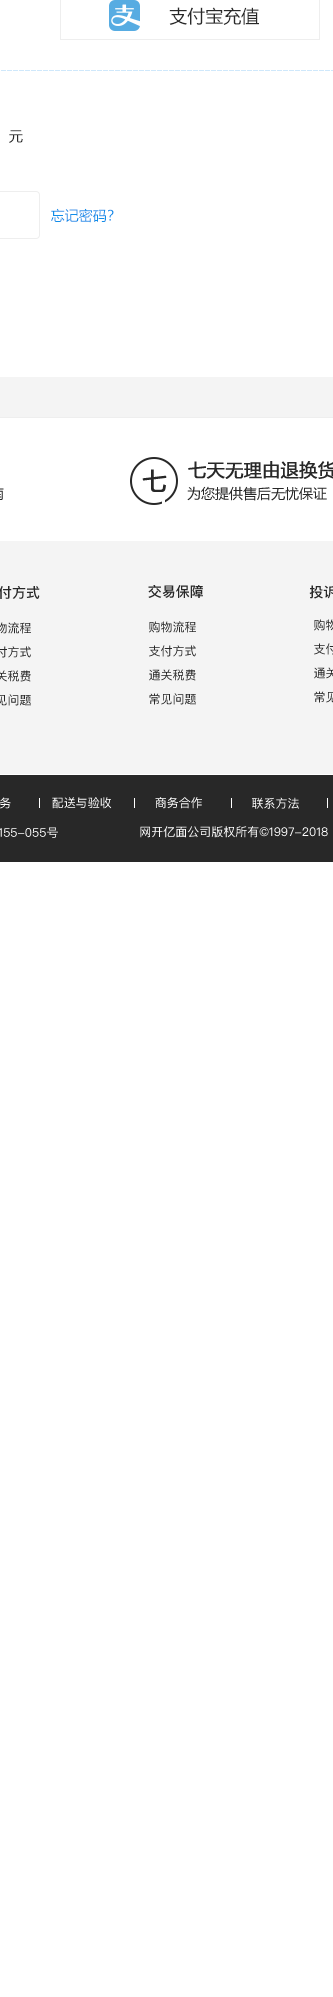 支 支付宝充值
元
忘记密码?
七 七天无理由退换货
为您提供售后无忧保证
付方式 交易保障 投诉
物流程 购物流程 购物
付方式 支付方式 支付
关税费 通关税费 通关
见问题 常见问题 常见
务 | 配送与验收 | 商务合作 | 联系方法 |
155-055号 网开亿面公司版权所有©1997-2018